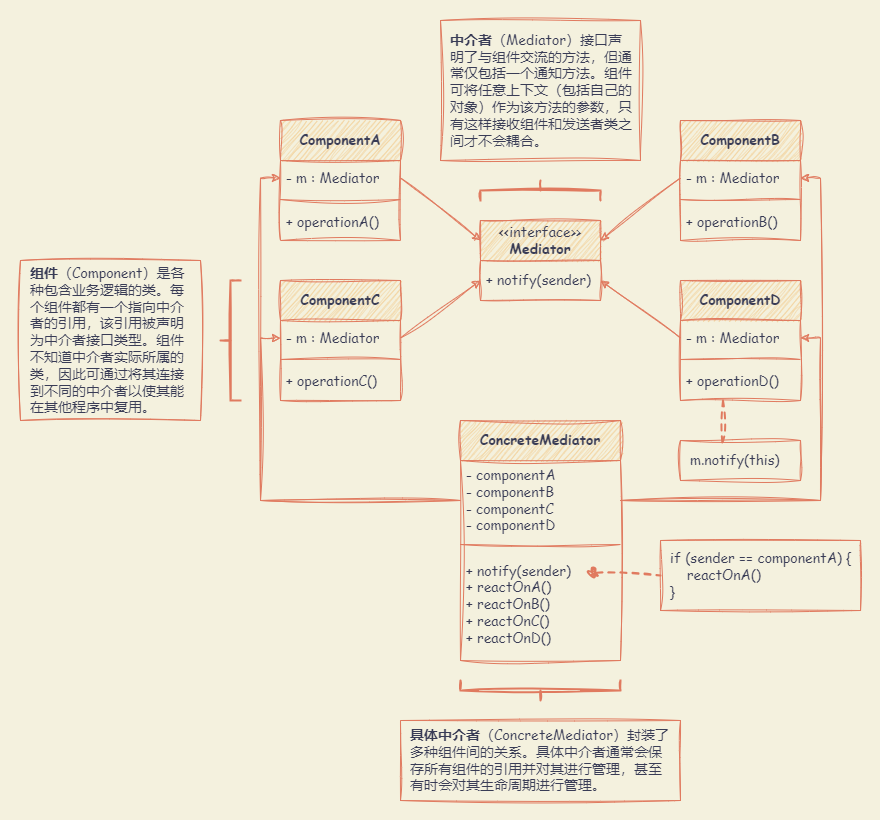 中介者（Mediator）接口声
明了与组件交流的方法，但通
常仅包括一个通知方法。组件
可将任意上下文（包括自己的
对象）作为该方法的参数，只
有这样接收组件和发送者类之
间才不会耦合。
ComponentA
- m : Mediator
+ operationA()
ComponentB
- m : Mediator
+ operationB()
<<interface>>
Mediator
+ notify(sender)
组件（Component）是各
种包含业务逻辑的类。每
个组件都有一个指向中介
者的引用，该引用被声明
为中介者接口类型。组件
不知道中介者实际所属的
类，因此可通过将其连接
到不同的中介者以使其能
在其他程序中复用。
ComponentC
- m : Mediator
+ operationC()
ComponentD
- m : Mediator
+ operationD()
m.notify(this)
ConcreteMediator
- componentA
- componentB
- componentC
- componentD
+ notify(sender)
+ reactOnA()
+ reactOnB()
+ reactOnC()
+ reactOnD()
if (sender == componentA) {
reactOnA()
}
具体中介者（ConcreteMediator）封装了
多种组件间的关系。具体中介者通常会保
存所有组件的引用并对其进行管理，甚至
有时会对其生命周期进行管理。